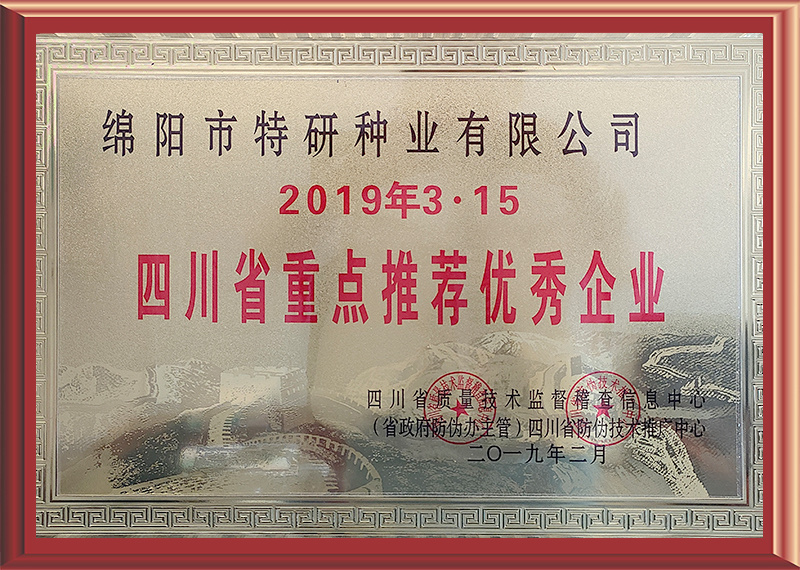 绵阳市特研种业有限公司
2019年3·15
四川省重点推荐优秀企业
四川省质量技术监督稽查信息中心
（省政府防伪办主管）四川省防伪技术推广中心
二〇一九年二月